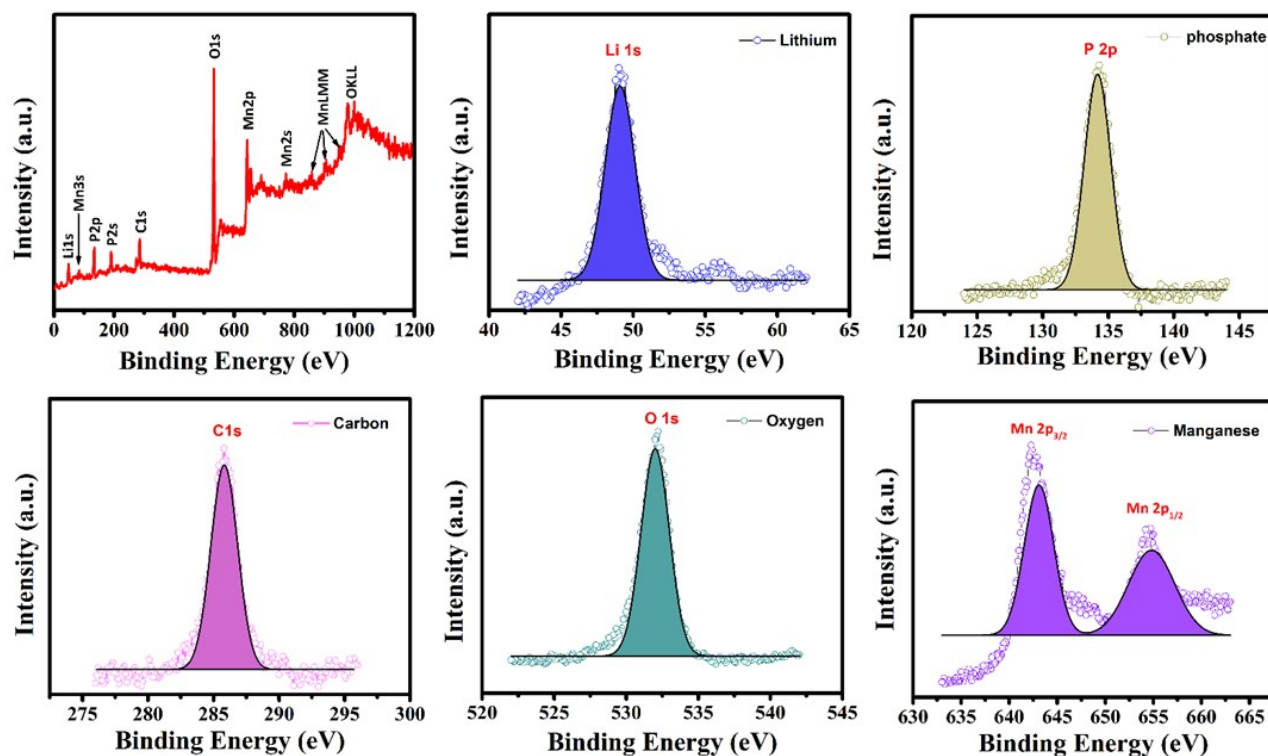 Intensity (a.u.)
Li1s
Mn3s
P2p
P2s
C1s
O1s
Mn2p
Mn2s
MnLMM
OKLL
0 200 400 600 800 1000 1200
Binding Energy (eV)
Intensity (a.u.)
Li 1s
Lithium
40 45 50 55 60 65
Binding Energy (eV)
Intensity (a.u.)
P 2p
phosphate
120 125 130 135 140 145
Binding Energy (eV)
Intensity (a.u.)
C1s
Carbon
275 280 285 290 295 300
Binding Energy (eV)
Intensity (a.u.)
O 1s
Oxygen
520 525 530 535 540 545
Binding Energy (eV)
Intensity (a.u.)
Mn 2p3/2
Manganese
Mn 2p1/2
630 635 640 645 650 655 660 665
Binding Energy (eV)